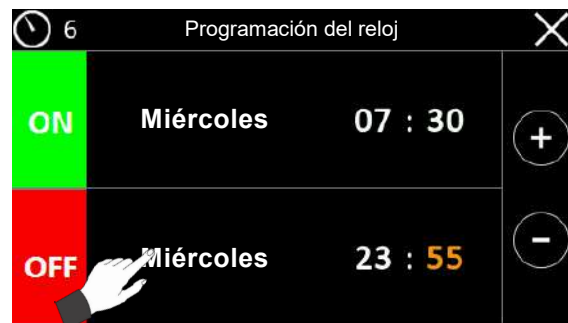 6 Programación del reloj
ON Miércoles 07 : 30
+
OFF Miércoles 23 : 55
-